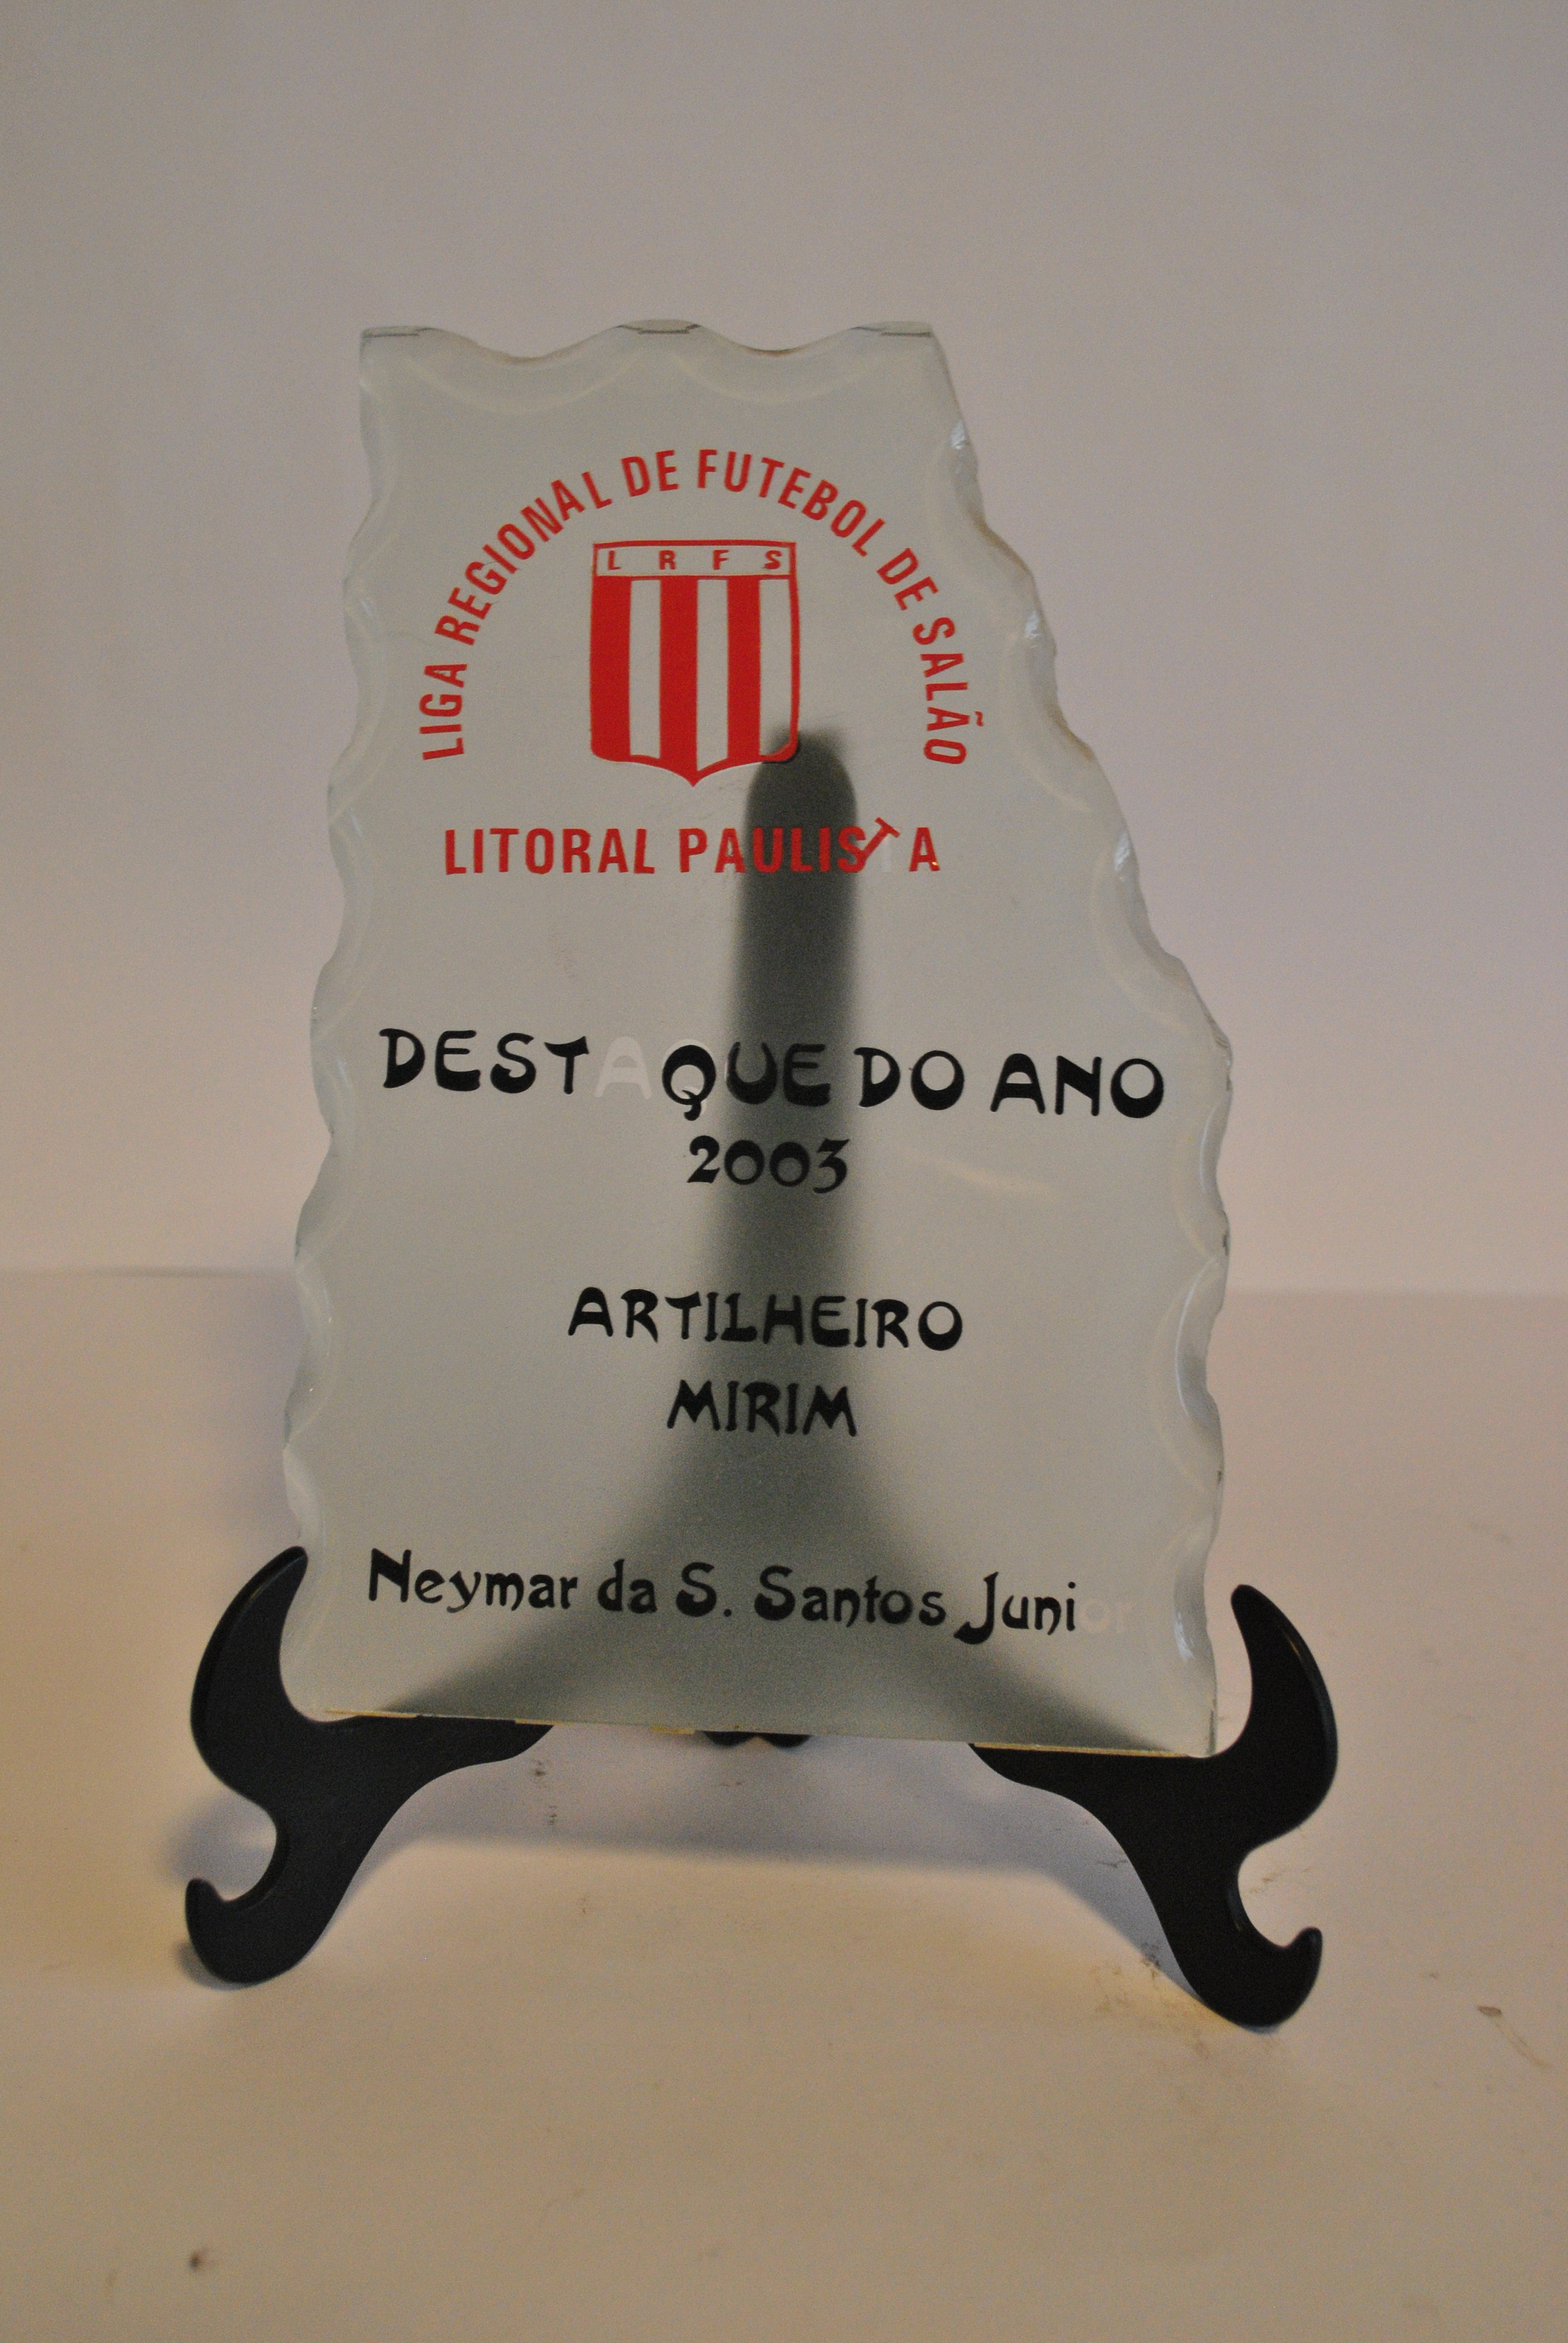 LIGA REGIONAL DE FUTEBOL DE SALÃO
L R F S
LITORAL PAULISTA
DESTAQUE DO ANO
2003
ARTILHEIRO
MIRIM
Neymar da S. Santos Junior